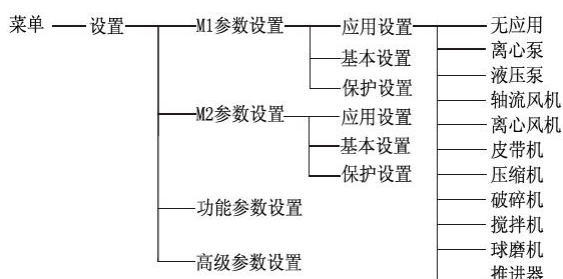 菜单 设置 M1参数设置 应用设置 无应用
离心泵
基本设置
液压泵
保护设置
轴流风机
M2参数设置 应用设置
离心风机
基本设置
皮带机
保护设置
压缩机
破碎机
功能参数设置
搅拌机
球磨机
高级参数设置
推进器